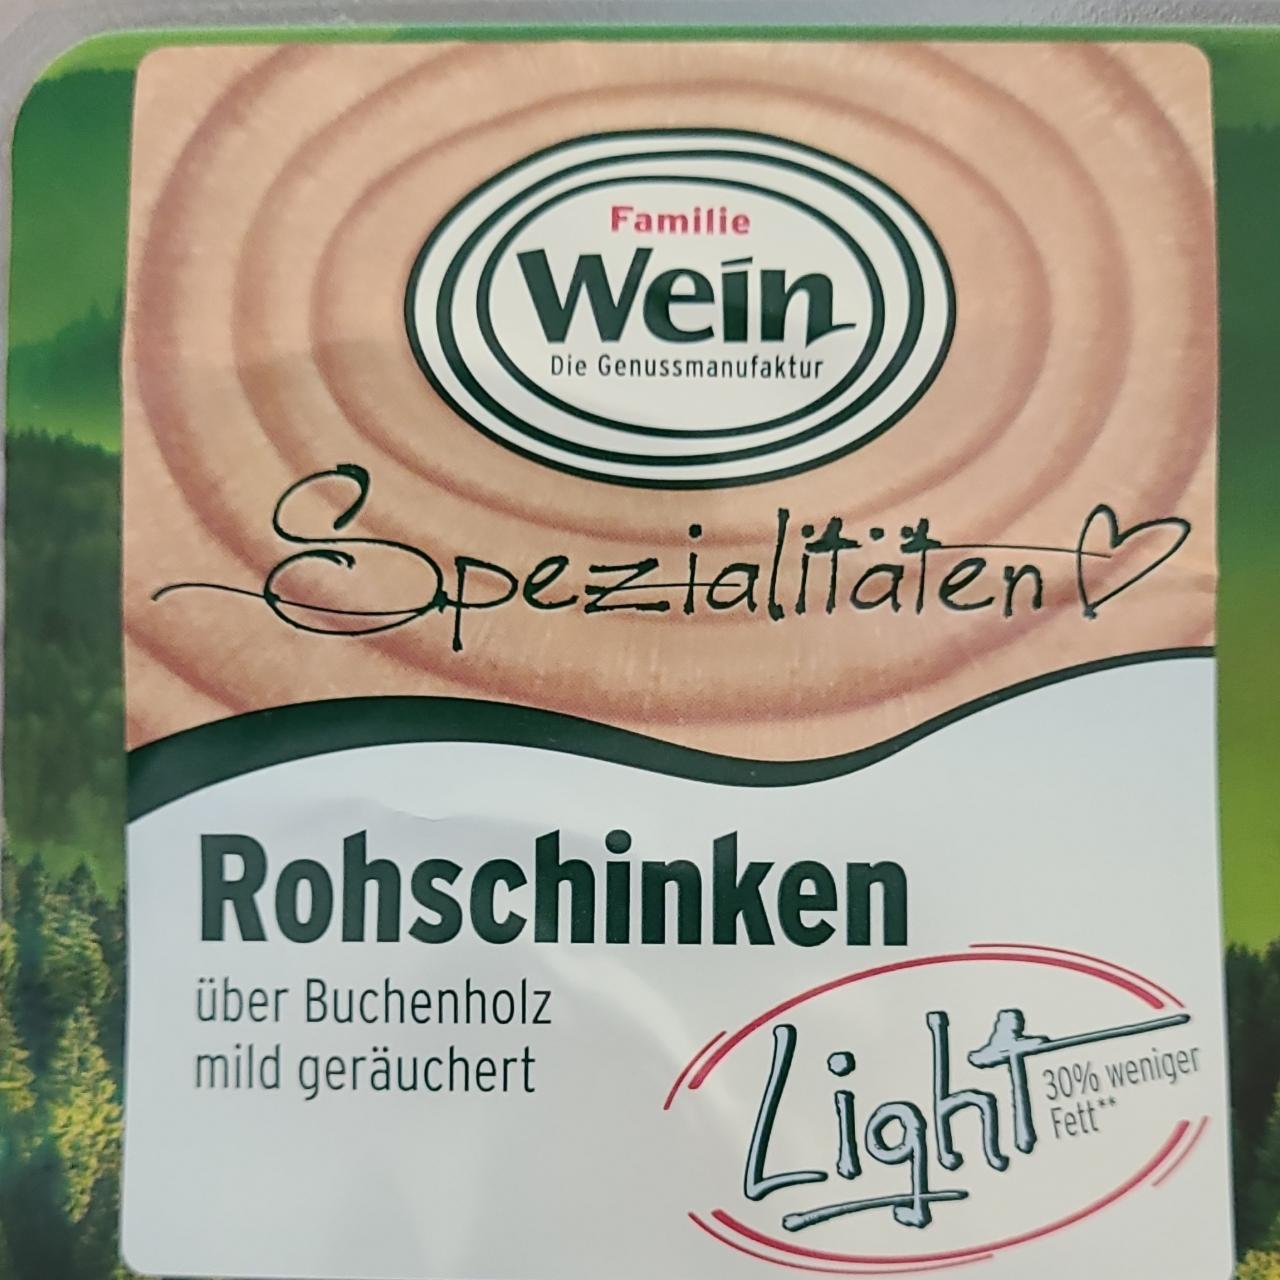 Familie
Wein
Die Genussmanufaktur
Spezialitäten
Rohschinken
über Buchenholz
mild geräuchert
Light
30% weniger
Fett**